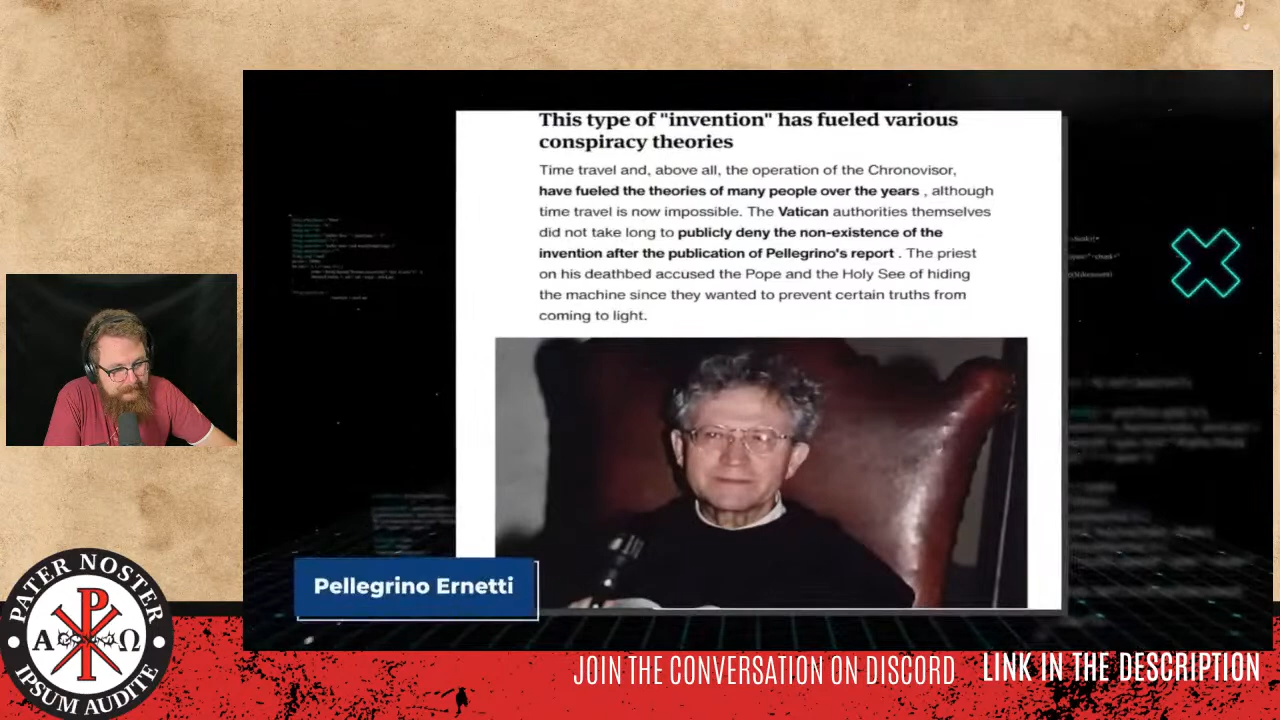 This type of "invention" has fueled various
conspiracy theories
Time travel and, above all, the operation of the Chronovisor,
have fueled the theories of many people over the years , although
time travel is now impossible. The Vatican authorities themselves
did not take long to publicly deny the non-existence of the
invention after the publication of Pellegrino's report . The priest
on his deathbed accused the Pope and the Holy See of hiding
the machine since they wanted to prevent certain truths from
coming to light.
Pellegrino Ernetti
PATER NOSTER
A Ω
IPSUM AUDITE
JOIN THE CONVERSATION ON DISCORD
LINK IN THE DESCRIPTION